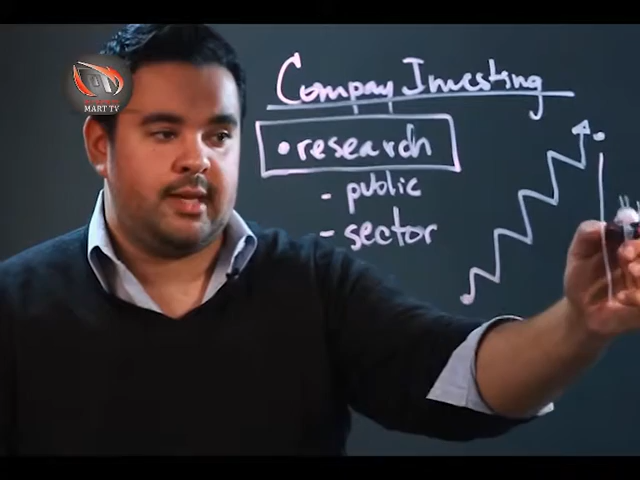 MART TV
Compay Investing
• research
- public
- sector